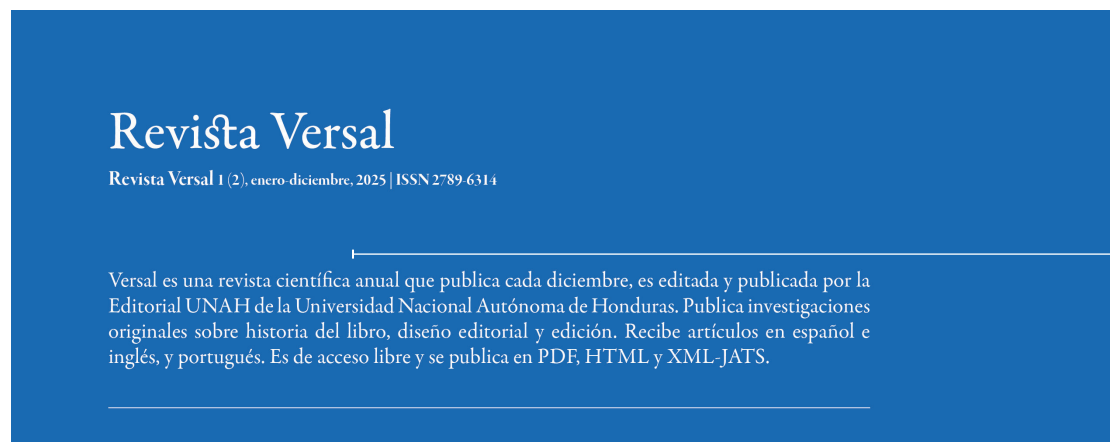 Revista Versal
Revista Versal 1 (2), enero-diciembre, 2025 | ISSN 2789-6314
Versal es una revista científica anual que publica cada diciembre, es editada y publicada por la
Editorial UNAH de la Universidad Nacional Autónoma de Honduras. Publica investigaciones
originales sobre historia del libro, diseño editorial y edición. Recibe artículos en español e
inglés, y portugués. Es de acceso libre y se publica en PDF, HTML y XML-JATS.